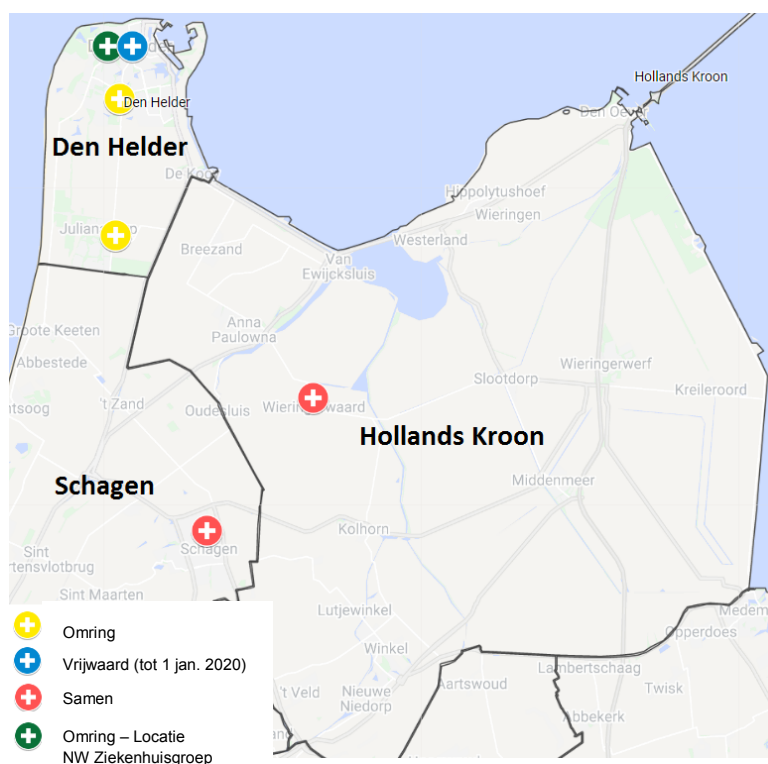 Hollands Kroon
Den Helder
Den Helder
De Kooy
Den Oever
Hippolytushoef
Wieringen
Westerland
Julianadorp
Breezand
Van
Ewijcksluis
Groote Keeten
Anna
Paulowna
Abbestede
Wieringerwerf
Slootdorp
Kreileroord
't Zand
Oudesluis
Wieringerwaard
Hollands Kroon
Schagen
Middenmeer
Kolhorn
Schagen
Sint
Sint Maarten
Lutjewinkel
Opperdoes
Winkel
Lambertschaag
't Veld
Nieuwe
Niedorp
Aartswoud
Twisk
Abbekerk
Omring
Vrijwaard (tot 1 jan. 2020)
Samen
Omring – Locatie
NW Ziekenhuisgroep